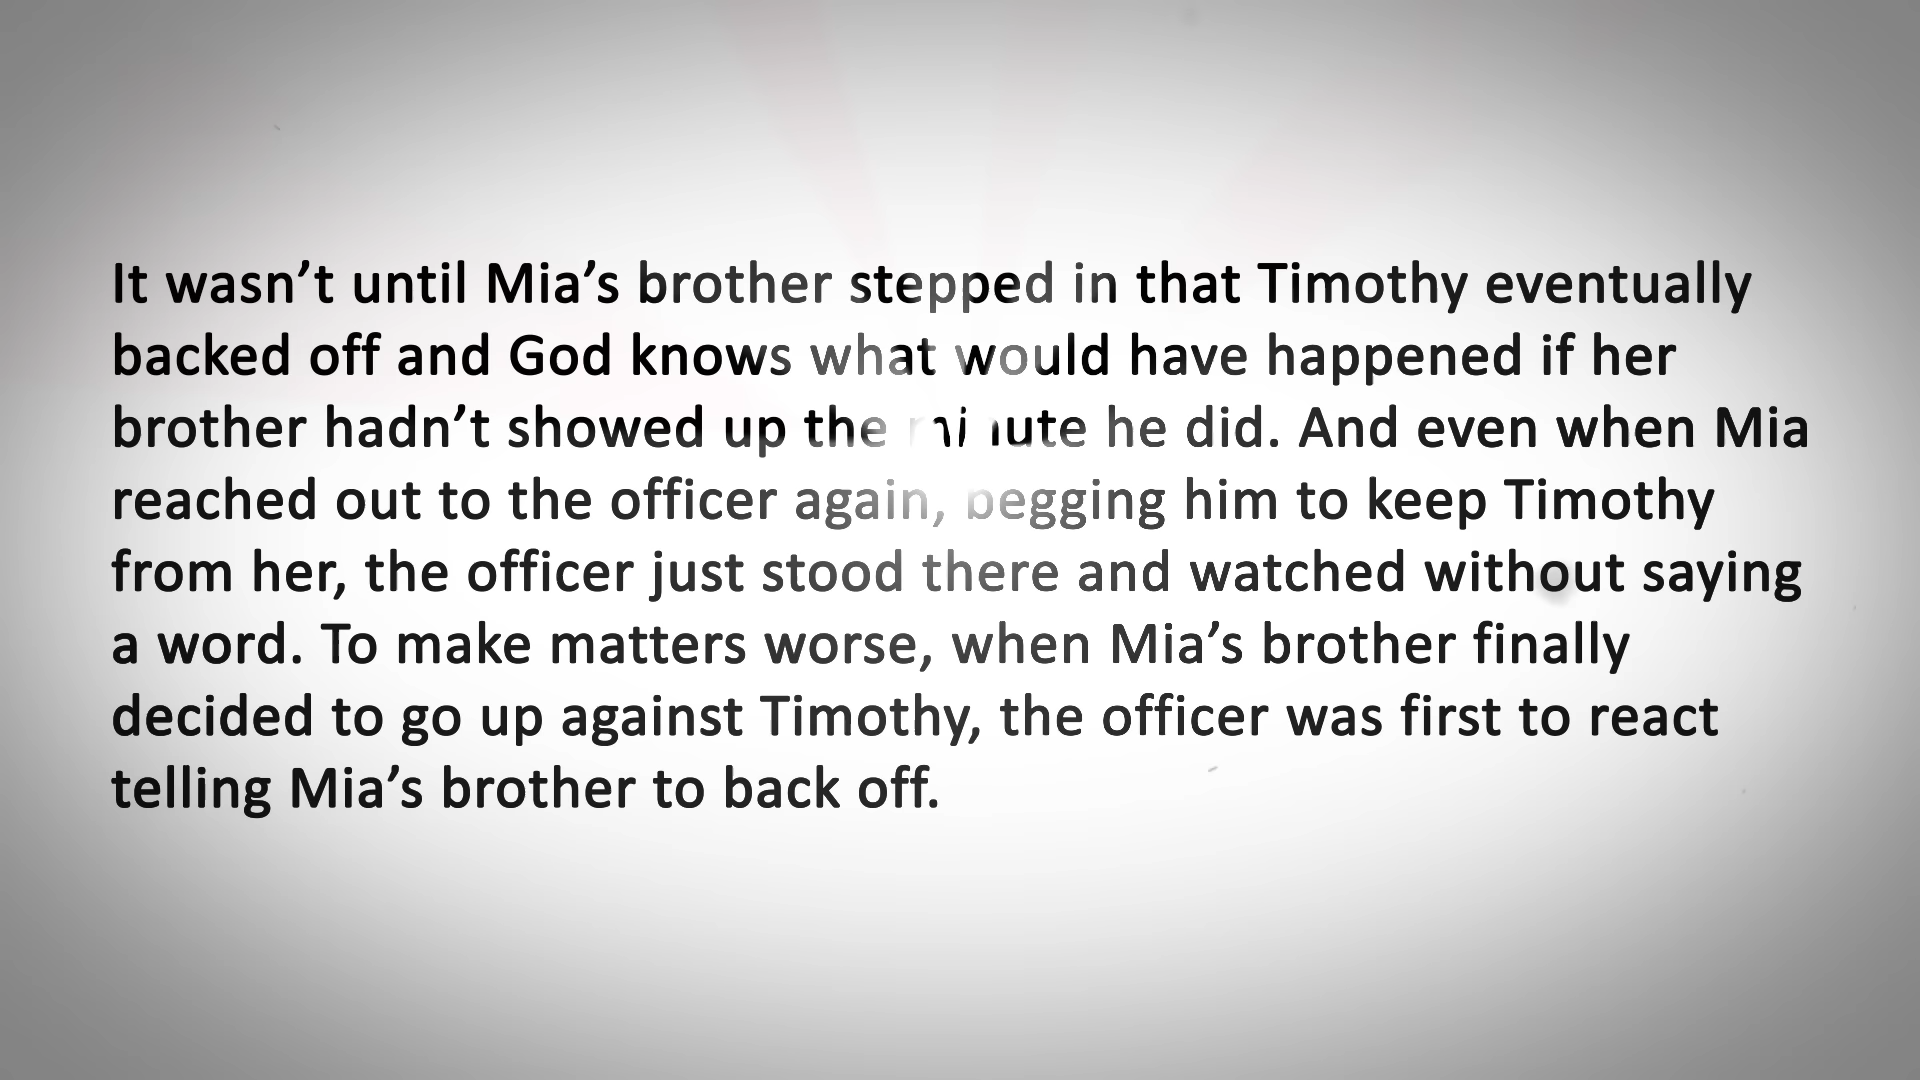 It wasn’t until Mia’s brother stepped in that Timothy eventually
backed off and God knows what would have happened if her
brother hadn’t showed up the minute he did. And even when Mia
reached out to the officer again, begging him to keep Timothy
from her, the officer just stood there and watched without saying
a word. To make matters worse, when Mia’s brother finally
decided to go up against Timothy, the officer was first to react
telling Mia’s brother to back off.